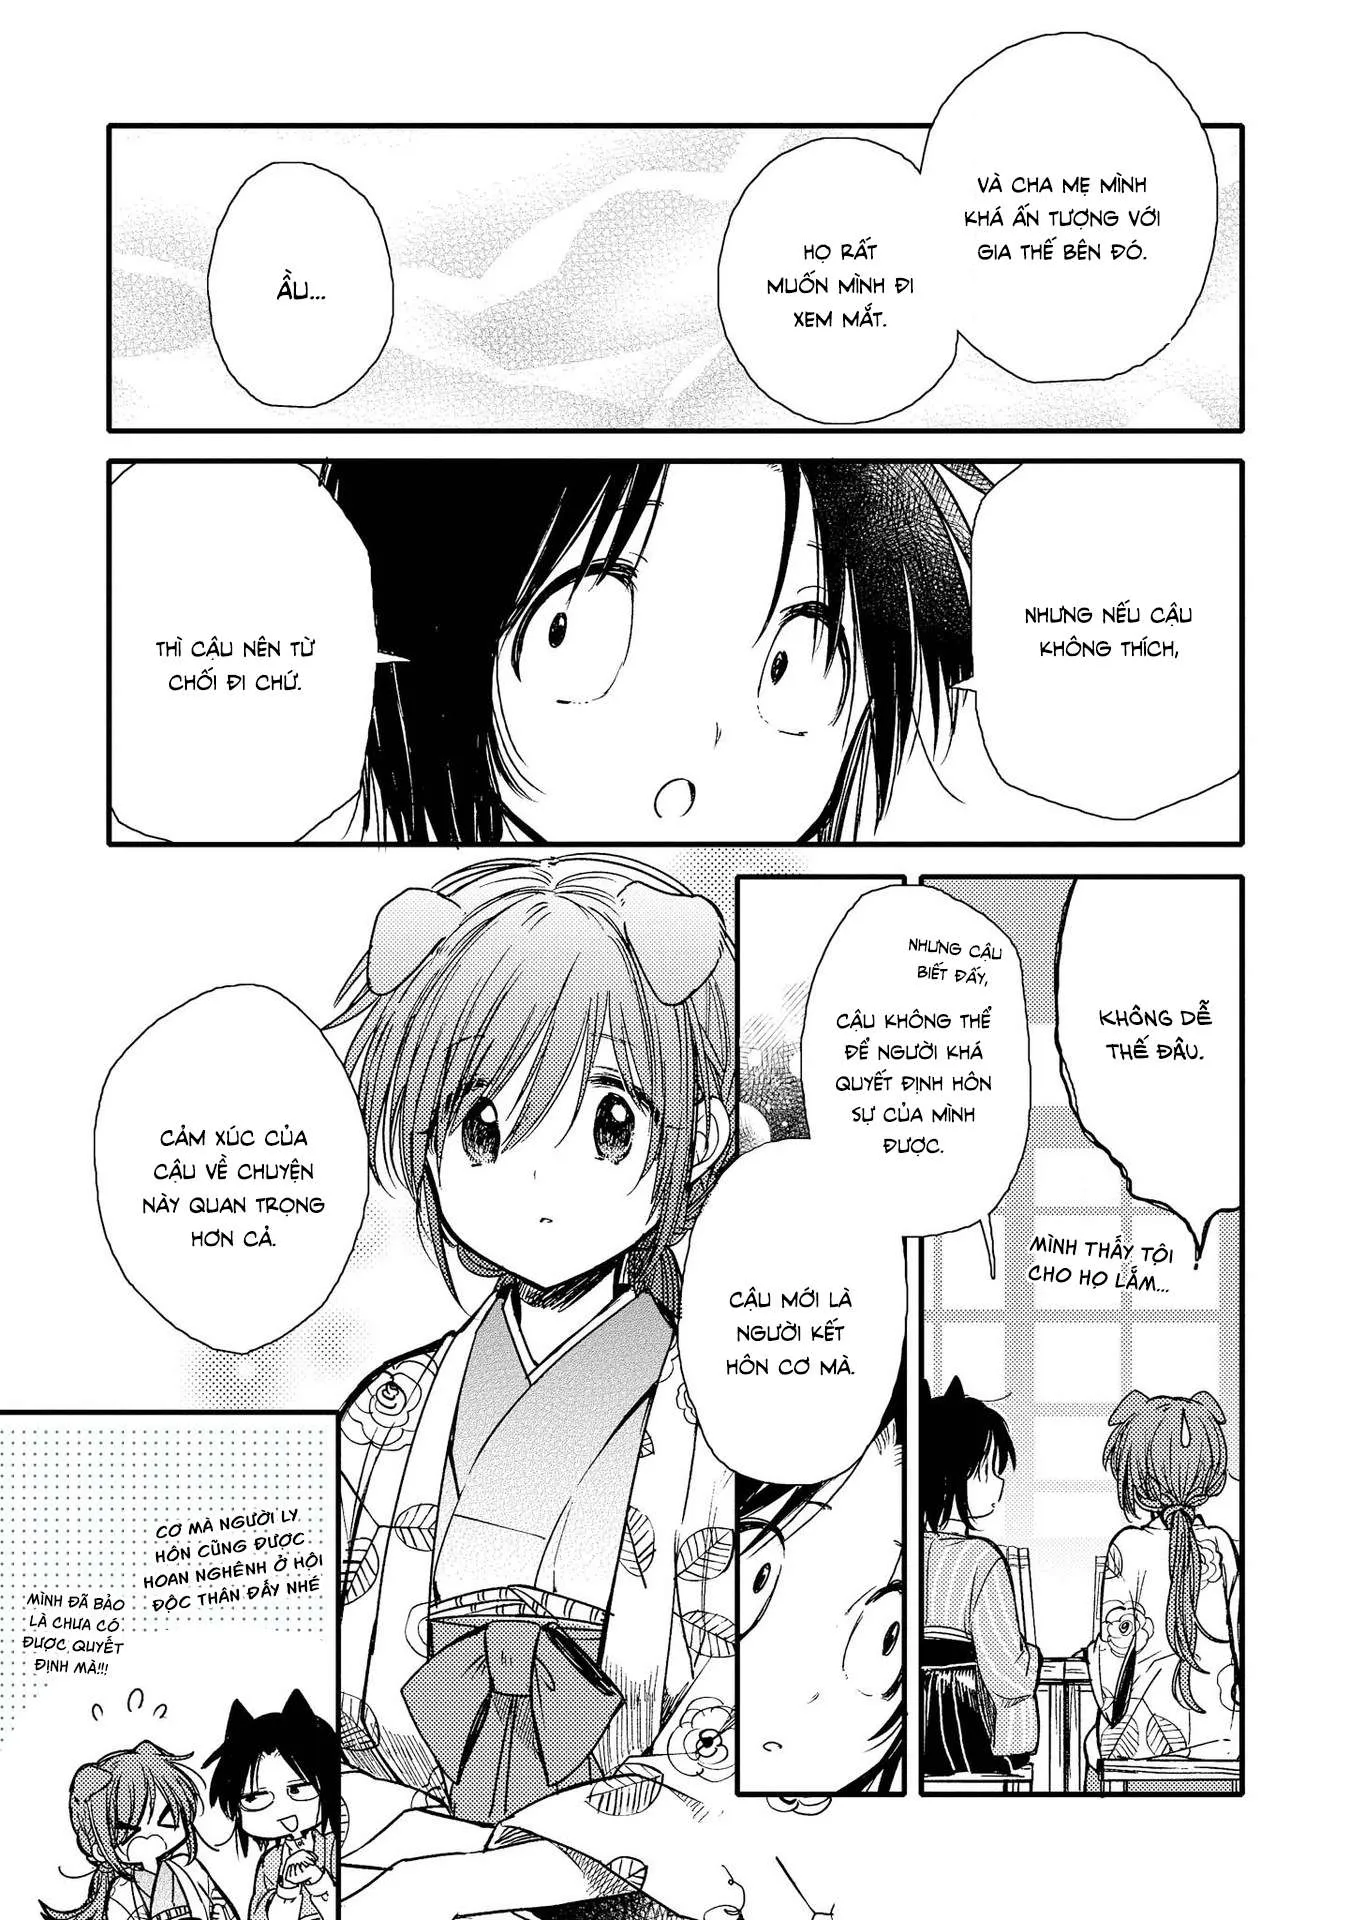 VÀ CHA MẸ MÌNH
KHÁ ẤN TƯỢNG VỚI
GIA THẾ BÊN ĐÓ.
HỌ RẤT
MUỐN MÌNH ĐI
XEM MẮT.
ẦU...
NHƯNG NẾU CẬU
KHÔNG THÍCH,
THÌ CẬU NÊN TỪ
CHỐI ĐI CHỨ.
KHÔNG DỄ
THẾ ĐÂU.
MÌNH THẤY TỘI
CHO HỌ LẮM...
NHƯNG CẬU
BIẾT ĐẤY,
CẬU KHÔNG THỂ
ĐỂ NGƯỜI KHÁ
QUYẾT ĐỊNH HÔN
SỰ CỦA MÌNH
ĐƯỢC.
CẬU MỚI LÀ
NGƯỜI KẾT
HÔN CƠ MÀ.
CẢM XÚC CỦA
CẬU VỀ CHUYỆN
NÀY QUAN TRỌNG
HƠN CẢ.
CƠ MÀ NGƯỜI LY
HÔN CŨNG ĐƯỢC
HOAN NGHÊNH Ở HỘI
ĐỘC THÂN ĐẤY NHÉ
MÌNH ĐÃ BẢO
LÀ CHƯA CÓ
ĐƯỢC QUYẾT
ĐỊNH MÀ!!!